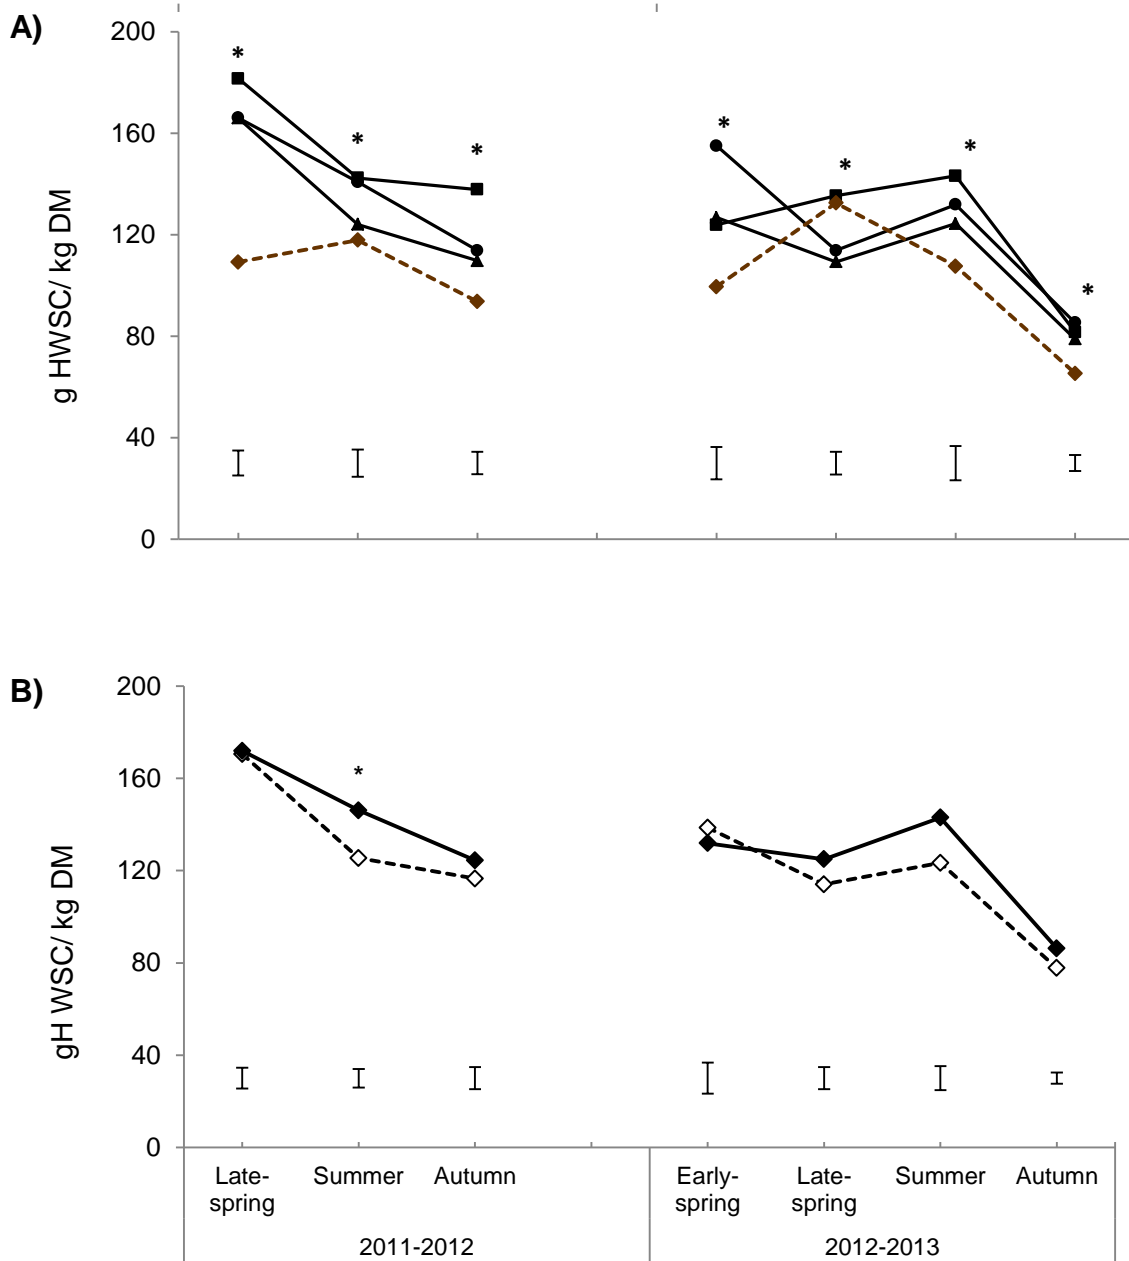 A)
g HWSC/ kg DM
200
160
120
80
40
0
*
*
*
*
*
*
*
B)
gH WSC/ kg DM
200
160
120
80
40
0
*
Late-
spring
Summer
Autumn
Early-
spring
Late-
spring
Summer
Autumn
2011-2012
2012-2013